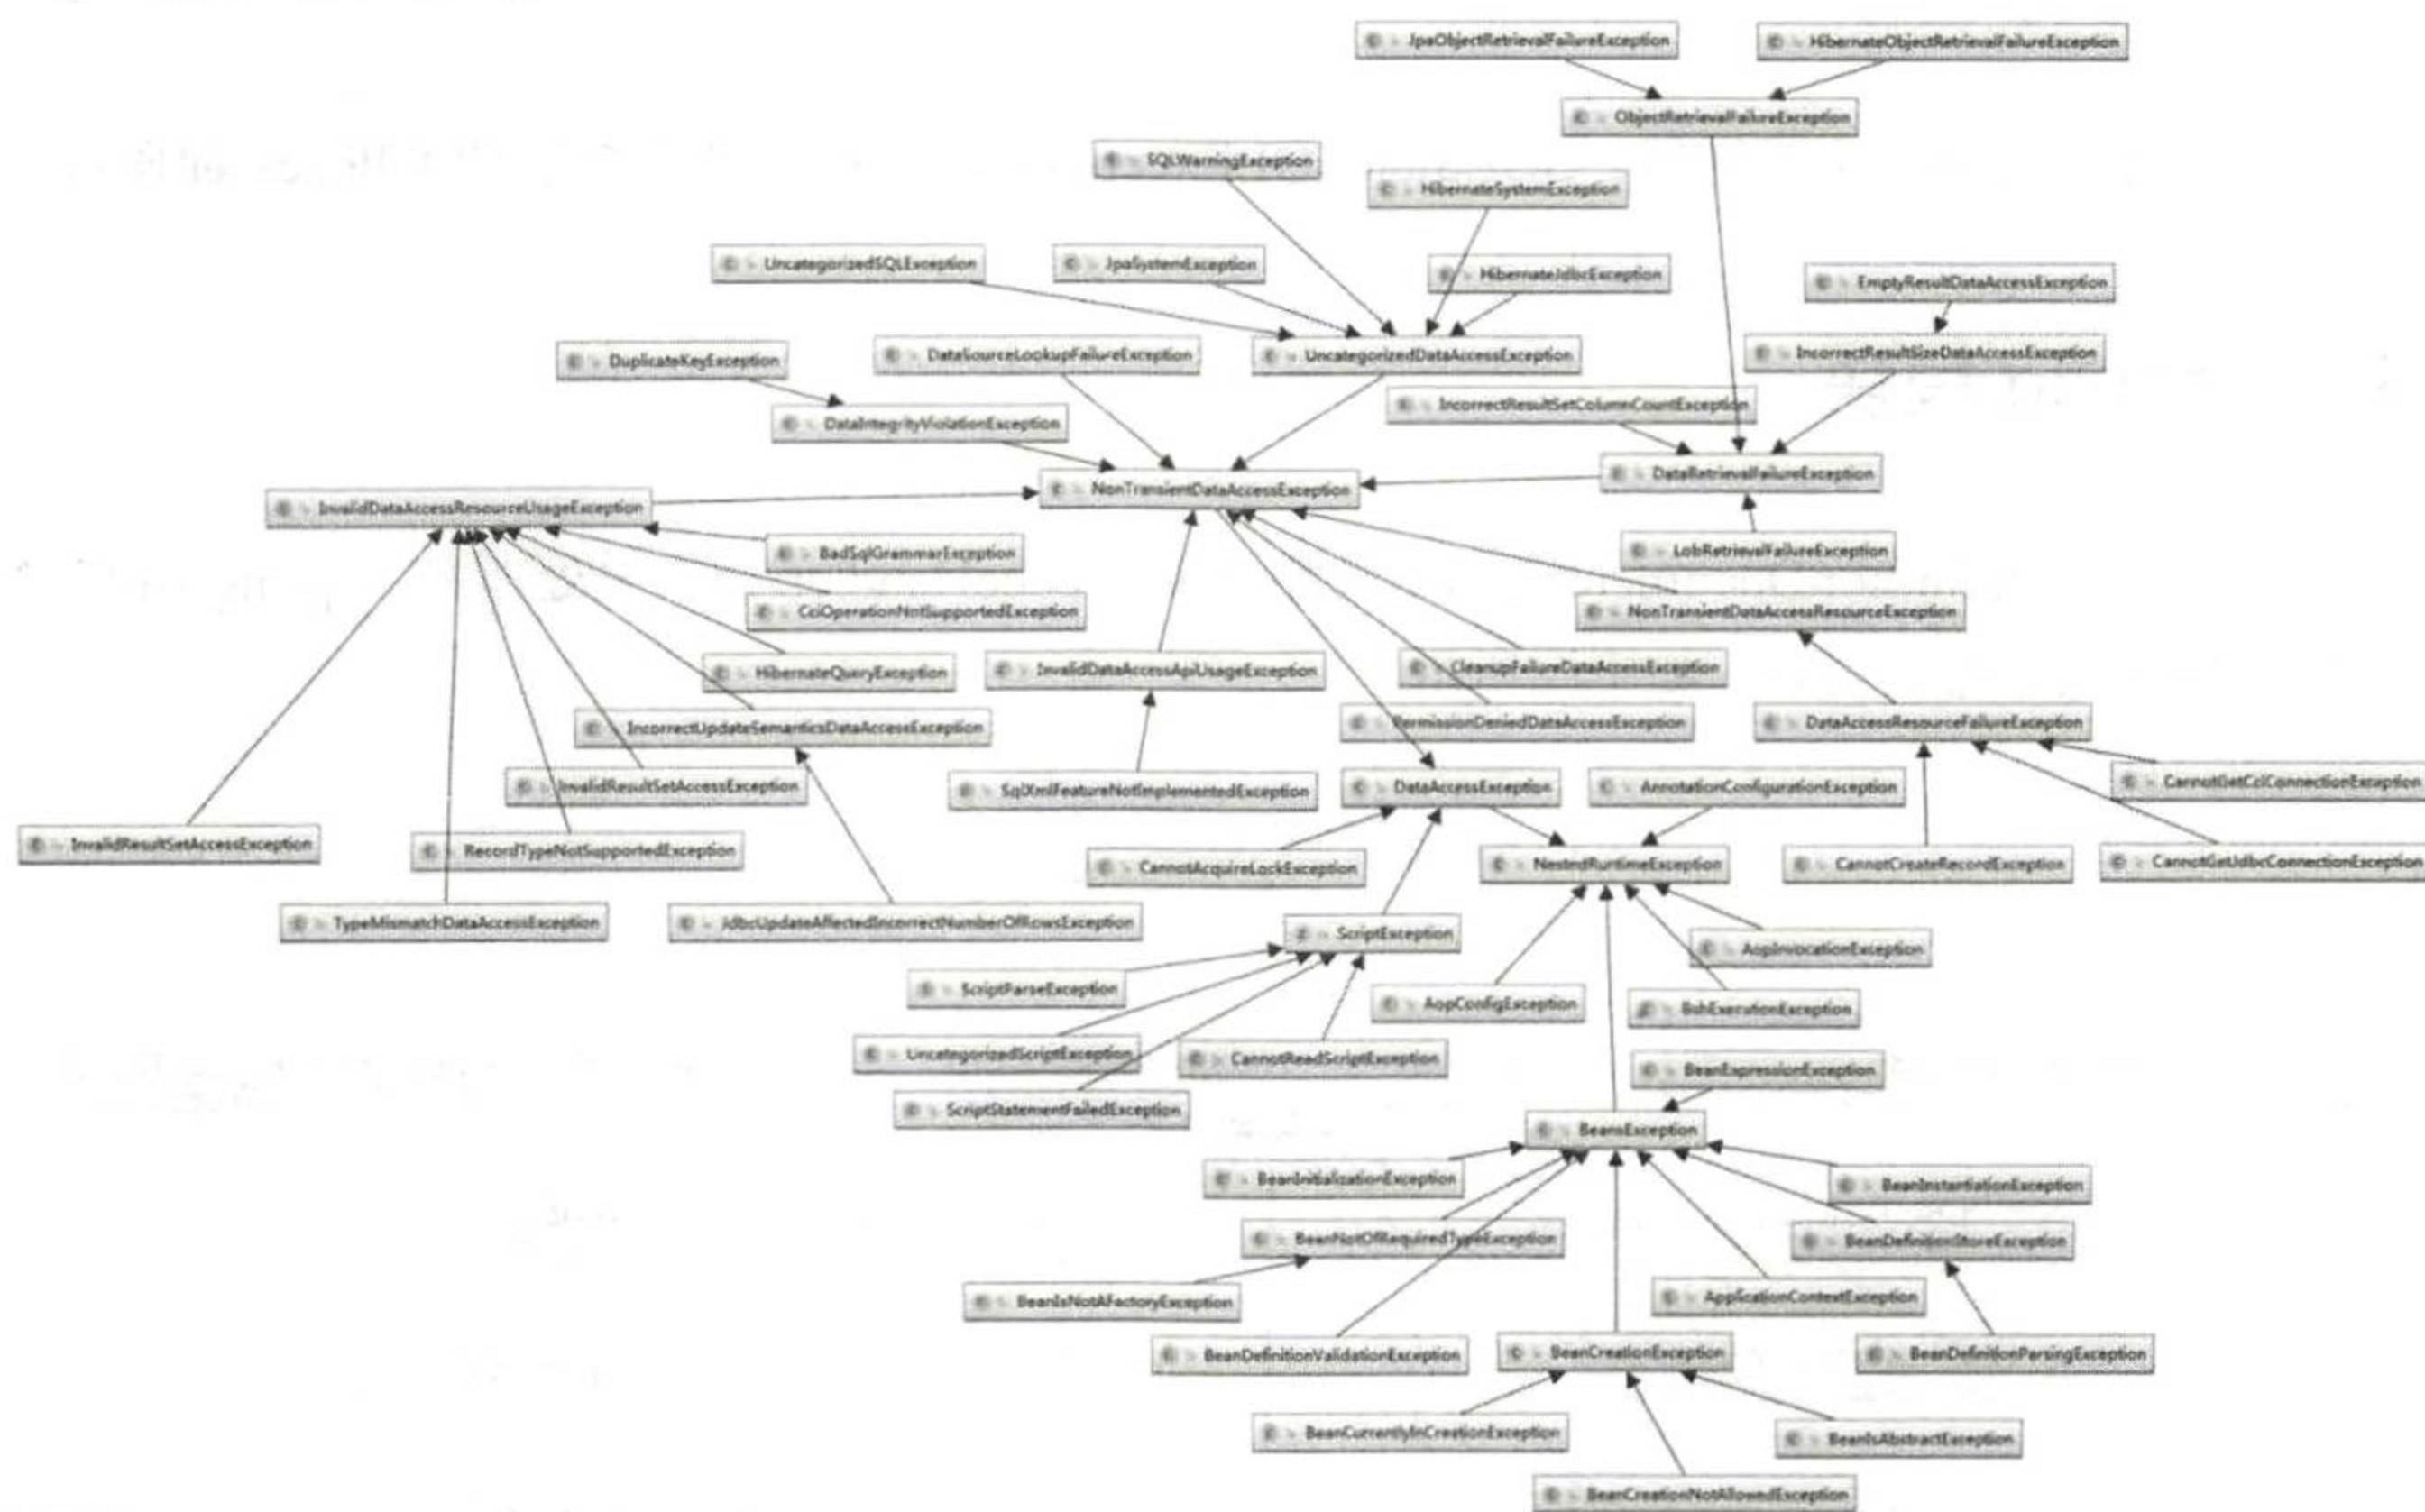 JpaObjectRetrievalFailureException
HibernateObjectRetrievalFailureException
ObjectRetrievalFailureException
SQLWarningException
HibernateSystemException
UncategorizedSQLException
JpaSystemException
HibernateJdbcException
EmptyResultDataAccessException
DuplicateKeyException
DataSourceLookupFailureException
UncategorizedDataAccessException
IncorrectResultSizeDataAccessException
IncorrectResultSetColumnCountException
DataIntegrityViolationException
DataRetrievalFailureException
NonTransientDataAccessException
InvalidDataAccessResourceUsageException
BadSqlGrammarException
LobRetrievalFailureException
CciOperationNotSupportedException
NonTransientDataAccessResourceException
HibernateQueryException
InvalidDataAccessApiUsageException
CleanupFailureDataAccessException
IncorrectUpdateSemanticsDataAccessException
PermissionDeniedDataAccessException
DataAccessResourceFailureException
InvalidResultSetAccessException
SqlXmlFeatureNotImplementedException
DataAccessException
AnnotationConfigurationException
CannotGetCciConnectionException
InvalidResultSetAccessException
RecordTypeNotSupportedException
CannotAcquireLockException
NestedRuntimeException
CannotCreateRecordException
CannotGetJdbcConnectionException
TypeMismatchDataAccessException
JdbcUpdateAffectedIncorrectNumberOfRowsException
ScriptException
AopInvocationException
ScriptParseException
AopConfigException
BshExecutionException
UncategorizedScriptException
CannotReadScriptException
BeanExpressionException
ScriptStatementFailedException
BeansException
BeanInitializationException
BeanInstantiationException
BeanNotOfRequiredTypeException
BeanDefinitionStoreException
BeanIsNotAFactoryException
ApplicationContextException
BeanDefinitionValidationException
BeanCreationException
BeanDefinitionParsingException
BeanCurrentlyInCreationException
BeanIsAbstractException
BeanCreationNotAllowedException